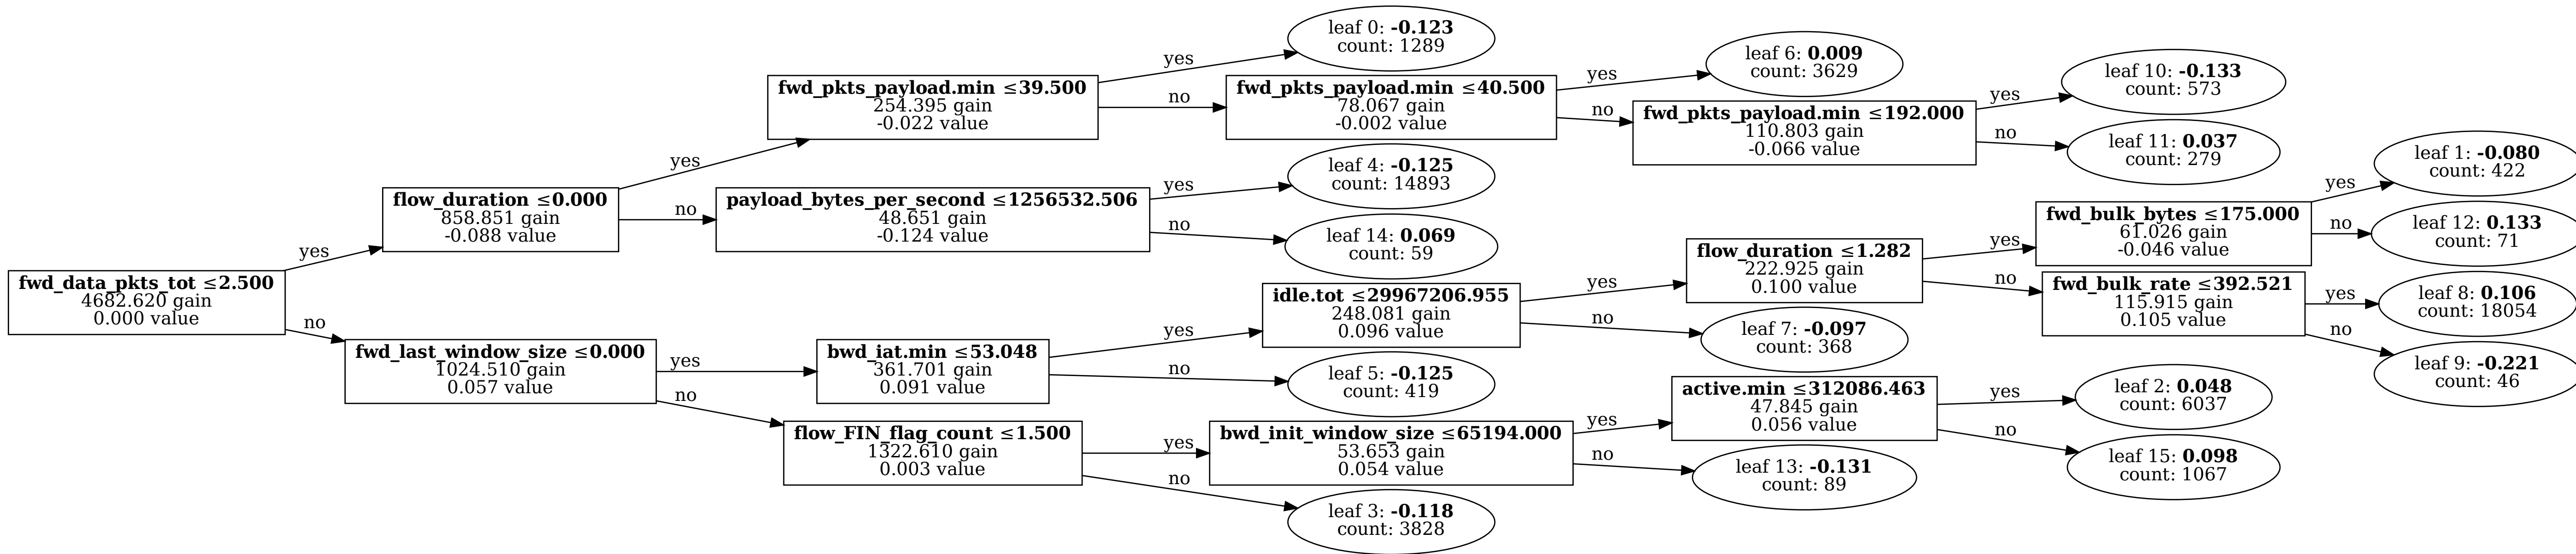 fwd_data_pkts_tot ≤2.500
4682.620 gain
0.000 value
yes
no
flow_duration ≤0.000
858.851 gain
-0.088 value
yes
no
fwd_last_window_size ≤0.000
1024.510 gain
0.057 value
yes
no
fwd_pkts_payload.min ≤39.500
254.395 gain
-0.022 value
yes
no
payload_bytes_per_second ≤1256532.506
48.651 gain
-0.124 value
yes
no
bwd_iat.min ≤53.048
361.701 gain
0.091 value
yes
no
flow_FIN_flag_count ≤1.500
1322.610 gain
0.003 value
yes
no
leaf 0: -0.123
count: 1289
fwd_pkts_payload.min ≤40.500
78.067 gain
-0.002 value
yes
no
leaf 4: -0.125
count: 14893
leaf 14: 0.069
count: 59
idle.tot ≤29967206.955
248.081 gain
0.096 value
yes
no
leaf 5: -0.125
count: 419
bwd_init_window_size ≤65194.000
53.653 gain
0.054 value
yes
no
leaf 3: -0.118
count: 3828
leaf 6: 0.009
count: 3629
fwd_pkts_payload.min ≤192.000
110.803 gain
-0.066 value
yes
no
flow_duration ≤1.282
222.925 gain
0.100 value
yes
no
leaf 7: -0.097
count: 368
active.min ≤312086.463
47.845 gain
0.056 value
yes
no
leaf 13: -0.131
count: 89
leaf 10: -0.133
count: 573
leaf 11: 0.037
count: 279
fwd_bulk_bytes ≤175.000
61.026 gain
-0.046 value
yes
no
fwd_bulk_rate ≤392.521
115.915 gain
0.105 value
yes
no
leaf 2: 0.048
count: 6037
leaf 15: 0.098
count: 1067
leaf 1: -0.080
count: 422
leaf 12: 0.133
count: 71
leaf 8: 0.106
count: 18054
leaf 9: -0.221
count: 46